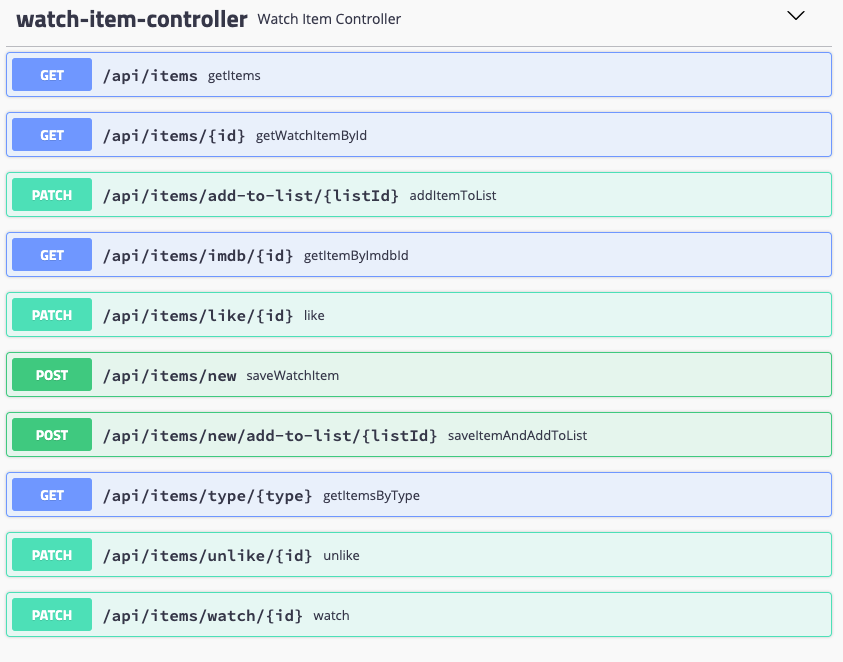 watch-item-controller Watch Item Controller
GET /api/items getItems
GET /api/items/{id} getWatchItemById
PATCH /api/items/add-to-list/{listId} addItemToList
GET /api/items/imdb/{id} getItemByImdbId
PATCH /api/items/like/{id} like
POST /api/items/new saveWatchItem
POST /api/items/new/add-to-list/{listId} saveItemAndAddToList
GET /api/items/type/{type} getItemsByType
PATCH /api/items/unlike/{id} unlike
PATCH /api/items/watch/{id} watch